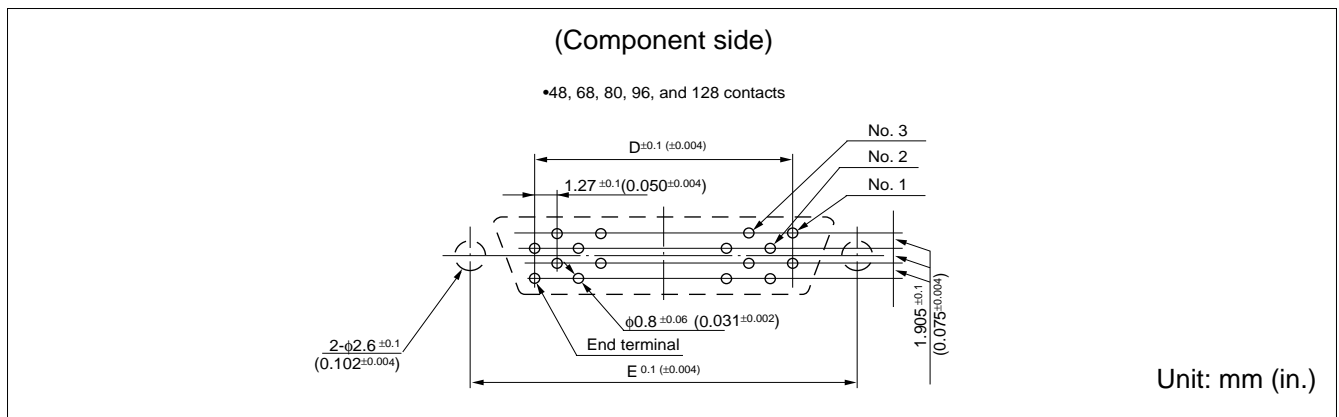 (Component side)
•48, 68, 80, 96, and 128 contacts
No. 3
D±0.1 (±0.004)
No. 2
1.27 ±0.1(0.050±0.004)
No. 1
1.905 ±0.1
(0.075±0.004)
ϕ0.8 ±0.06 (0.031±0.002)
2-ϕ2.6 ±0.1
(0.102±0.004)
End terminal
E 0.1 (±0.004)
Unit: mm (in.)